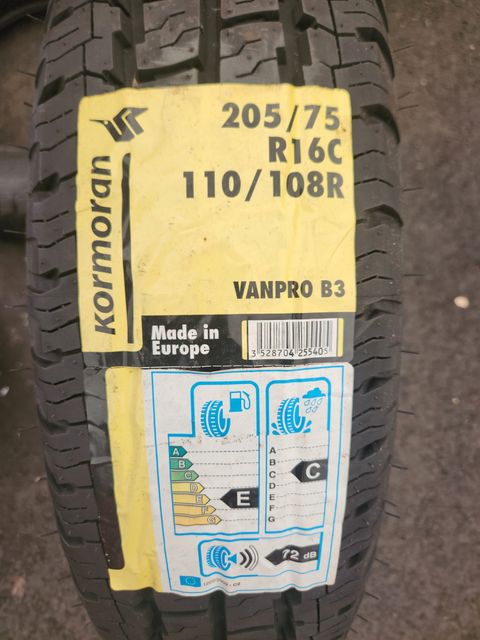 kormoran
205/75
R16C
110/108R
VANPRO B3
Made in
Europe
3 528704 255405
A
B
C
D
E
F
G
E
A
B
C
D
E
F
G
C
72 dB